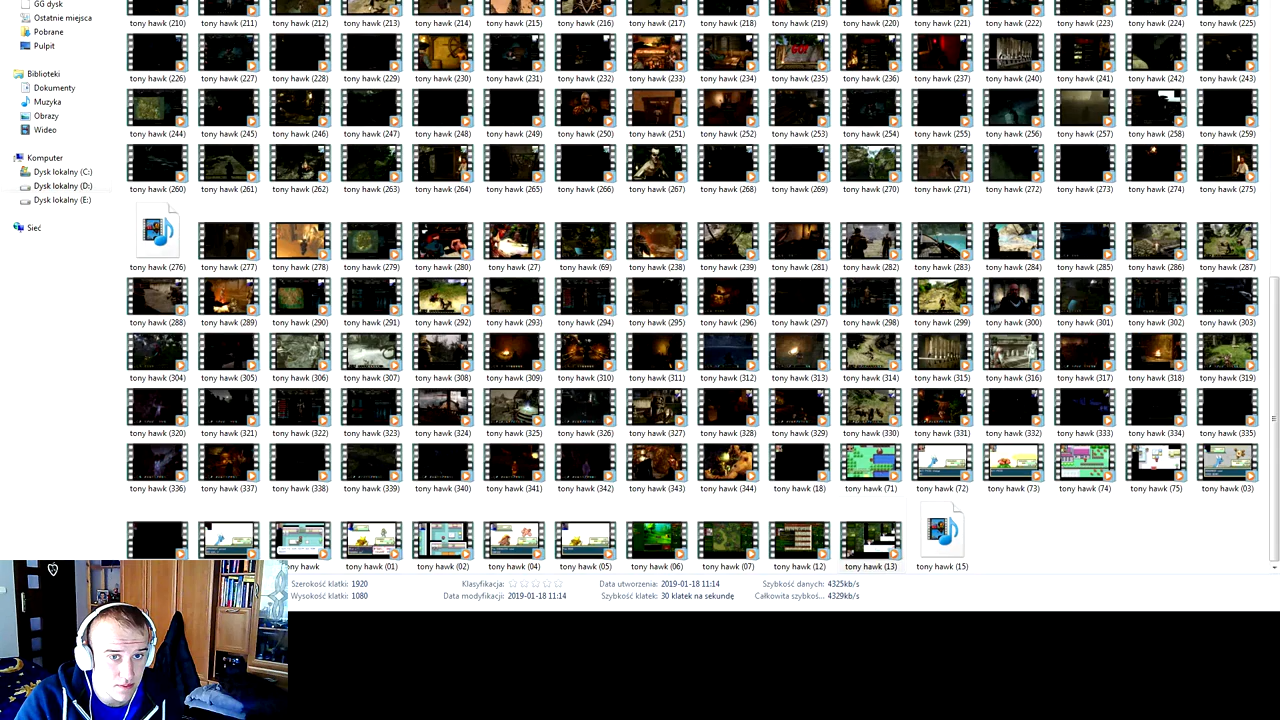 GG dysk
Ostatnie miejsca
Pobrane
Pulpit
Biblioteki
Dokumenty
Muzyka
Obrazy
Wideo
Komputer
Dysk lokalny (C:)
Dysk lokalny (D:)
Dysk lokalny (E:)
Sieć
tony hawk (210) tony hawk (211) tony hawk (212) tony hawk (213) tony hawk (214) tony hawk (215) tony hawk (216) tony hawk (217) tony hawk (218) tony hawk (219) tony hawk (220) tony hawk (221) tony hawk (222) tony hawk (223) tony hawk (224) tony hawk (225)
tony hawk (226) tony hawk (227) tony hawk (228) tony hawk (229) tony hawk (230) tony hawk (231) tony hawk (232) tony hawk (233) tony hawk (234) tony hawk (235) tony hawk (236) tony hawk (237) tony hawk (240) tony hawk (241) tony hawk (242) tony hawk (243)
tony hawk (244) tony hawk (245) tony hawk (246) tony hawk (247) tony hawk (248) tony hawk (249) tony hawk (250) tony hawk (251) tony hawk (252) tony hawk (253) tony hawk (254) tony hawk (255) tony hawk (256) tony hawk (257) tony hawk (258) tony hawk (259)
tony hawk (260) tony hawk (261) tony hawk (262) tony hawk (263) tony hawk (264) tony hawk (265) tony hawk (266) tony hawk (267) tony hawk (268) tony hawk (269) tony hawk (270) tony hawk (271) tony hawk (272) tony hawk (273) tony hawk (274) tony hawk (275)
tony hawk (276) tony hawk (277) tony hawk (278) tony hawk (279) tony hawk (280) tony hawk (27) tony hawk (69) tony hawk (238) tony hawk (239) tony hawk (281) tony hawk (282) tony hawk (283) tony hawk (284) tony hawk (285) tony hawk (286) tony hawk (287)
tony hawk (288) tony hawk (289) tony hawk (290) tony hawk (291) tony hawk (292) tony hawk (293) tony hawk (294) tony hawk (295) tony hawk (296) tony hawk (297) tony hawk (298) tony hawk (299) tony hawk (300) tony hawk (301) tony hawk (302) tony hawk (303)
tony hawk (304) tony hawk (305) tony hawk (306) tony hawk (307) tony hawk (308) tony hawk (309) tony hawk (310) tony hawk (311) tony hawk (312) tony hawk (313) tony hawk (314) tony hawk (315) tony hawk (316) tony hawk (317) tony hawk (318) tony hawk (319)
tony hawk (320) tony hawk (321) tony hawk (322) tony hawk (323) tony hawk (324) tony hawk (325) tony hawk (326) tony hawk (327) tony hawk (328) tony hawk (329) tony hawk (330) tony hawk (331) tony hawk (332) tony hawk (333) tony hawk (334) tony hawk (335)
tony hawk (336) tony hawk (337) tony hawk (338) tony hawk (339) tony hawk (340) tony hawk (341) tony hawk (342) tony hawk (343) tony hawk (344) tony hawk (18) tony hawk (71) tony hawk (72) tony hawk (73) tony hawk (74) tony hawk (75) tony hawk (03)
hawk tony hawk (01) tony hawk (02) tony hawk (04) tony hawk (05) tony hawk (06) tony hawk (07) tony hawk (12) tony hawk (13) tony hawk (15)
Szerokość klatki: 1920 Klasyfikacja: Data utworzenia: 2019-01-18 11:14 Szybkość danych: 4325kb/s
Wysokość klatki: 1080 Data modyfikacji: 2019-01-18 11:14 Szybkość klatek: 30 klatek na sekundę Całkowita szybkoś... 4329kb/s